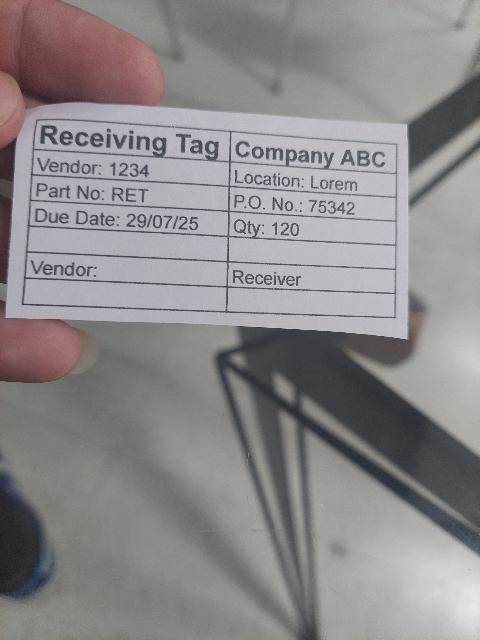 Receiving Tag
Company ABC
Vendor: 1234
Location: Lorem
Part No: RET
P.O. No.: 75342
Due Date: 29/07/25
Qty: 120
Vendor:
Receiver